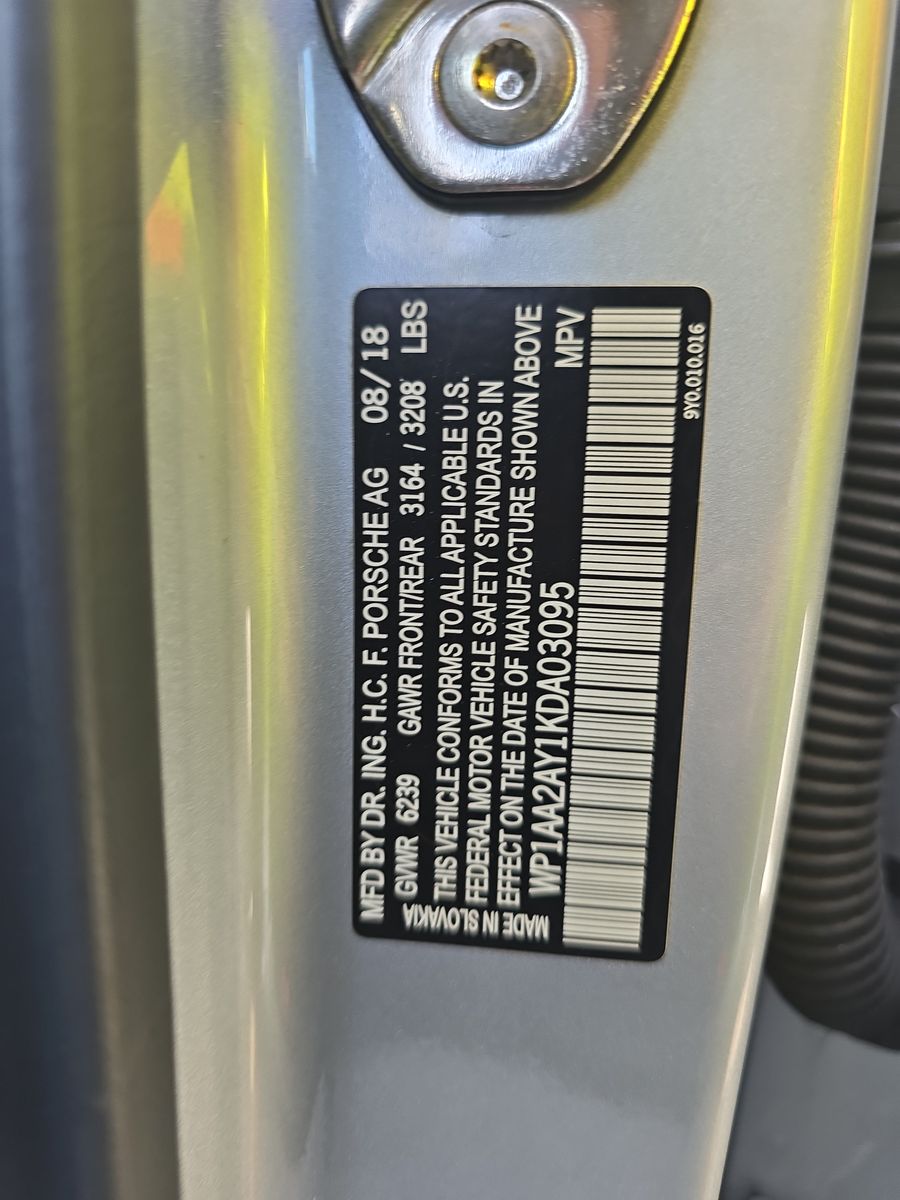 MFD BY DR. ING. H.C. F. PORSCHE AG 08/18
GVWR 6239 GAWR FRONT/REAR 3164 / 3208 LBS
THIS VEHICLE CONFORMS TO ALL APPLICABLE U.S.
FEDERAL MOTOR VEHICLE SAFETY STANDARDS IN
EFFECT ON THE DATE OF MANUFACTURE SHOWN ABOVE
WP1AA2AY1KDA03095 MPV
MADE IN SLOVAKIA
9Y0.010.016